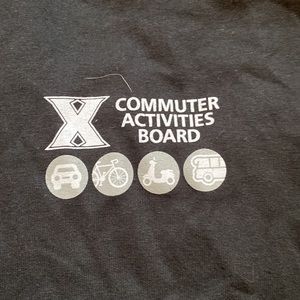 X
COMMUTER
ACTIVITIES
BOARD